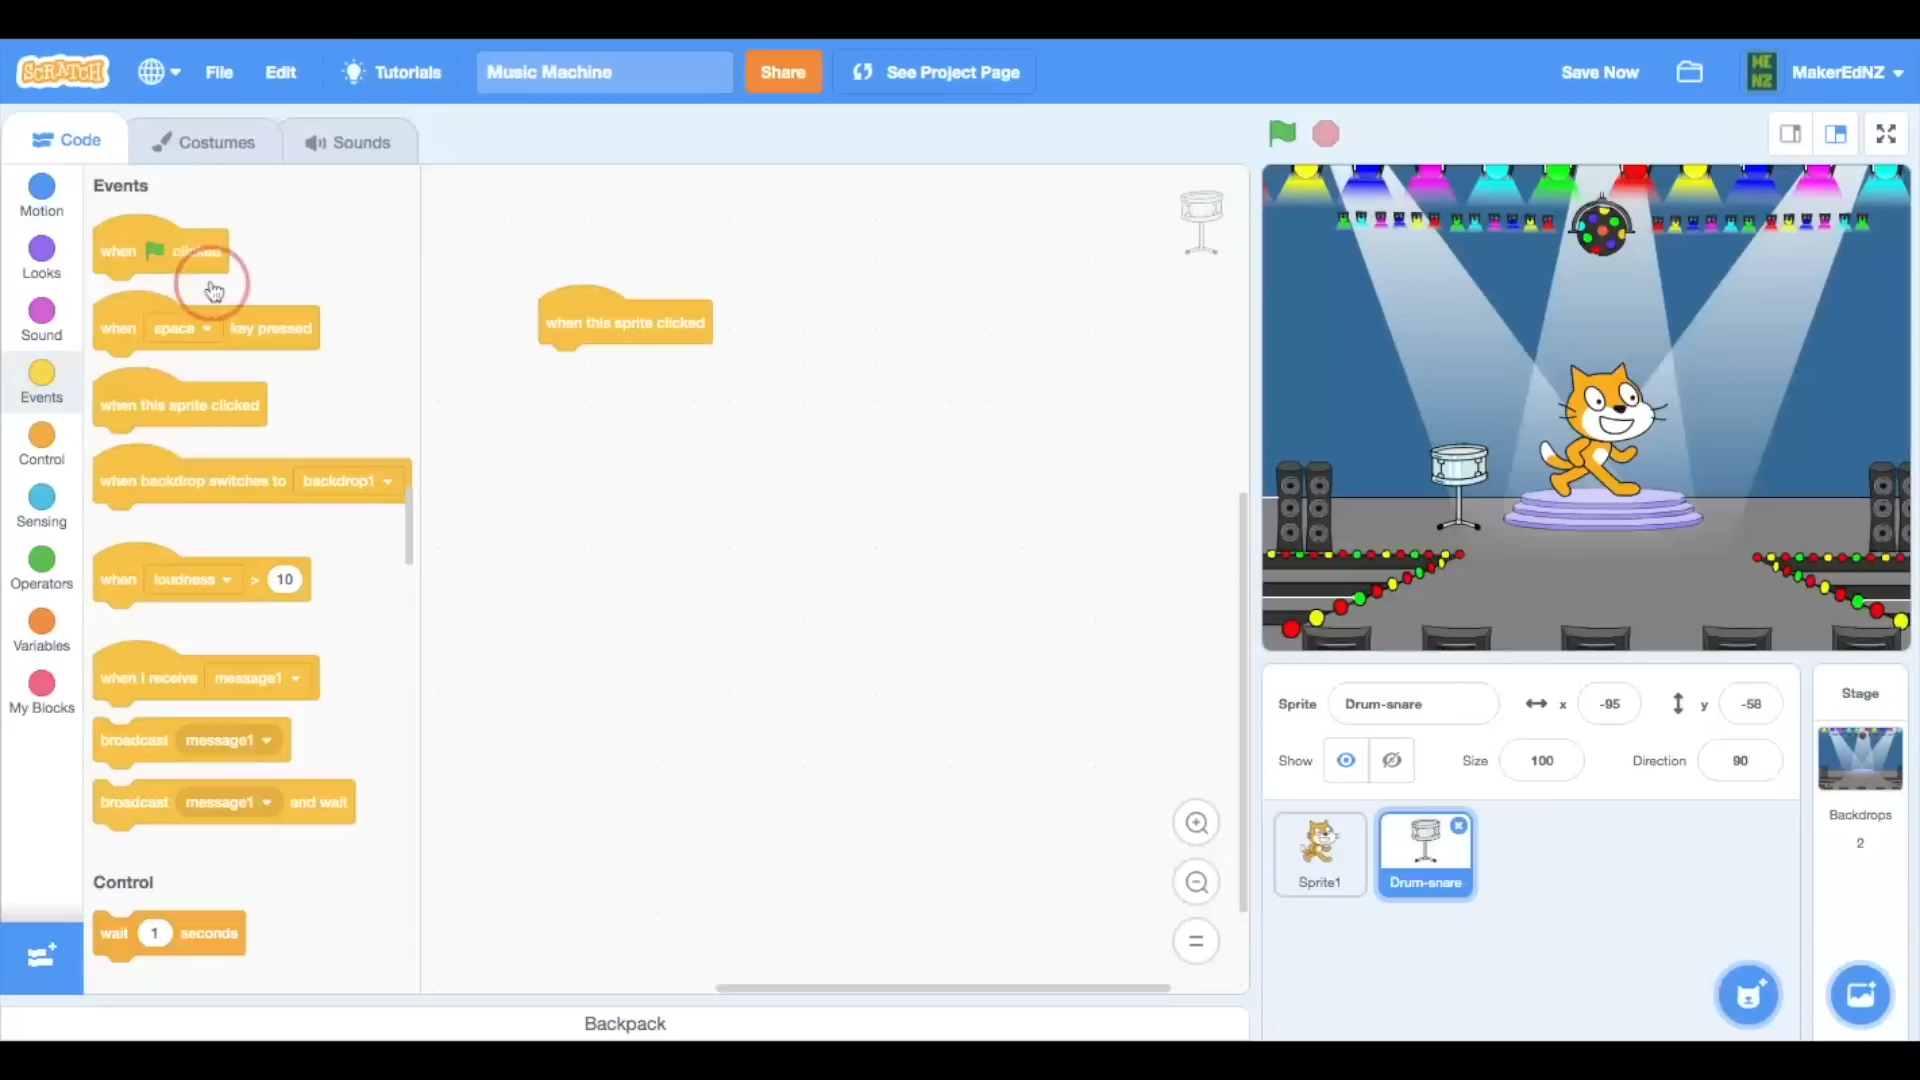 SCRATCH File Edit Tutorials Music Machine Share See Project Page Save Now ME NZ MakerEdNZ
Code Costumes Sounds
Motion
Looks
Sound
Events
Control
Sensing
Operators
Variables
My Blocks
Events
when clicked
when space key pressed
when this sprite clicked
when backdrop switches to backdrop1
when loudness > 10
when I receive message1
broadcast message1
broadcast message1 and wait
Control
wait 1 seconds
when this sprite clicked
Backpack
Sprite Drum-snare x -95 y -58
Show Size 100 Direction 90
Sprite1 Drum-snare
Stage
Backdrops
2